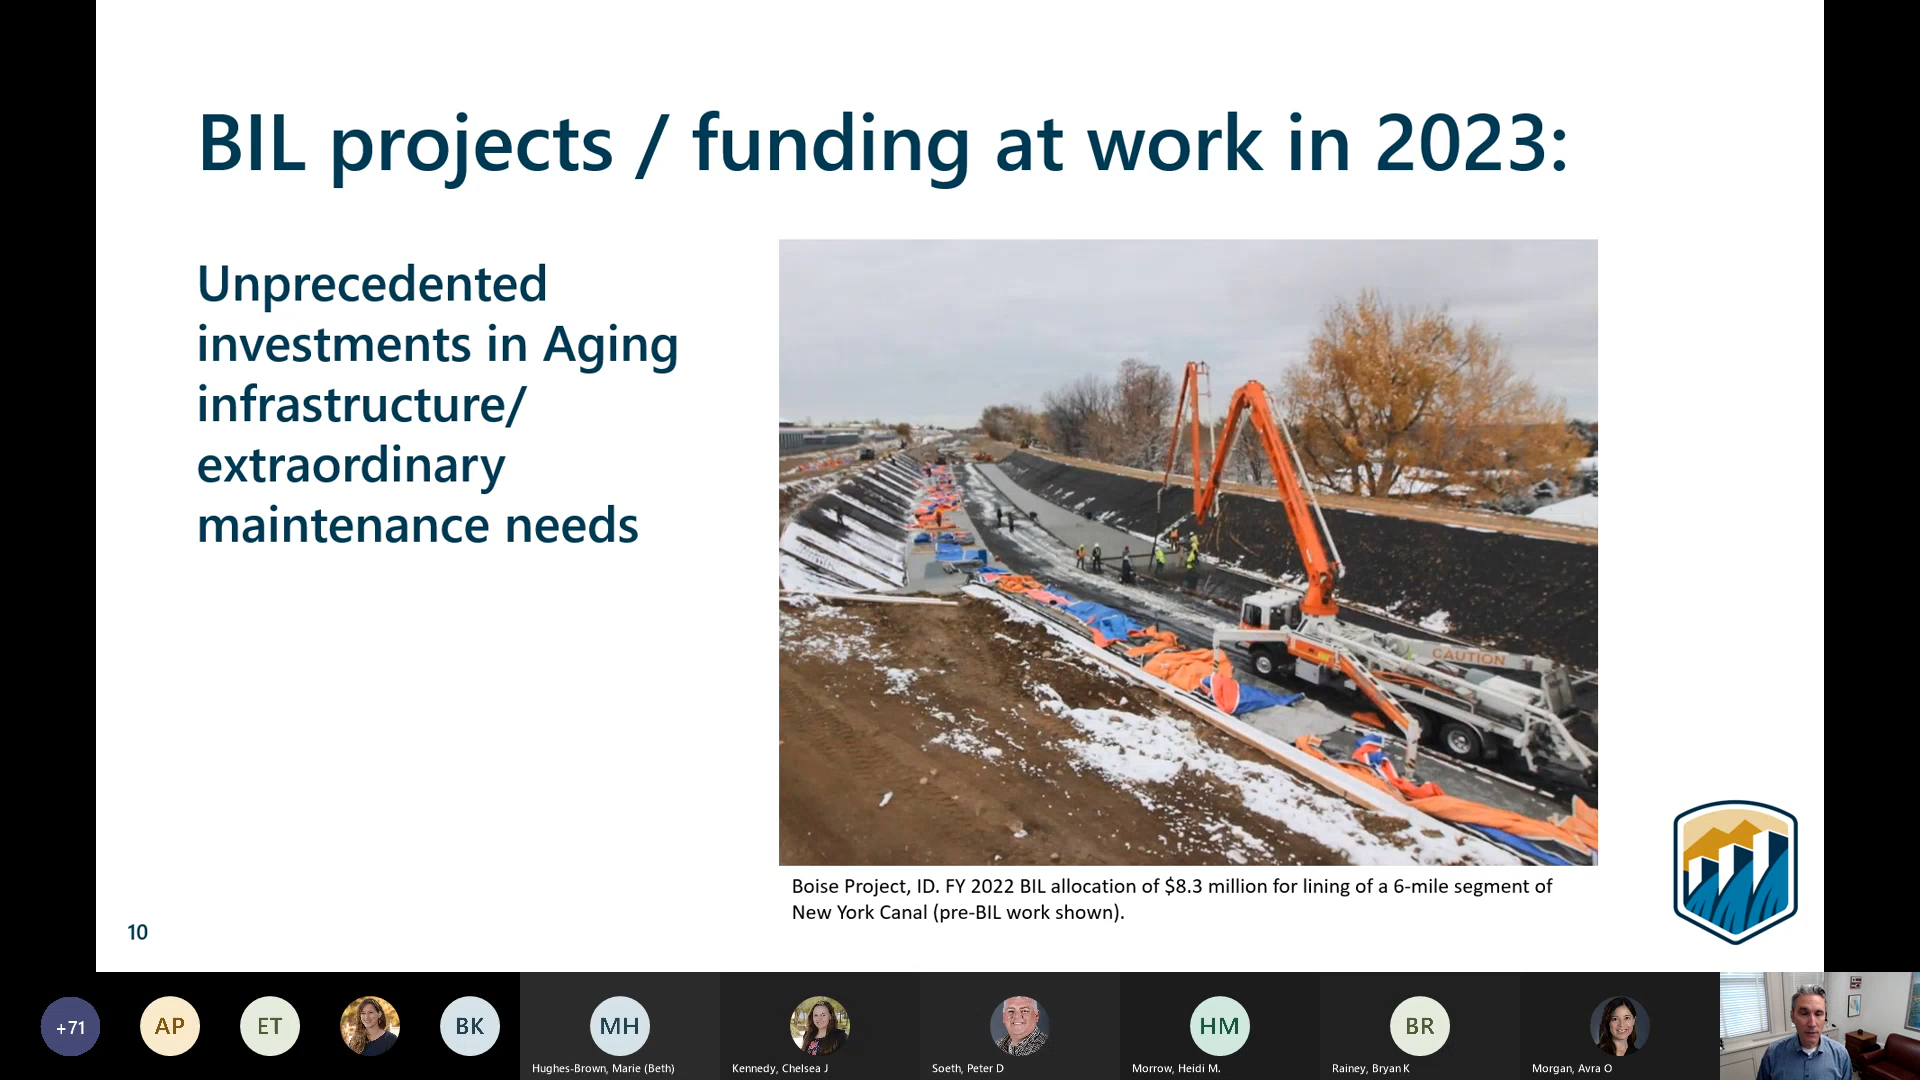 BIL projects / funding at work in 2023:
Unprecedented
investments in Aging
infrastructure/
extraordinary
maintenance needs
CAUTION
Boise Project, ID. FY 2022 BIL allocation of $8.3 million for lining of a 6-mile segment of
New York Canal (pre-BIL work shown).
10
+71
AP
ET
BK
MH
HM
BR
Hughes-Brown, Marie (Beth)
Kennedy, Chelsea J
Soeth, Peter D
Morrow, Heidi M.
Rainey, Bryan K
Morgan, Avra O